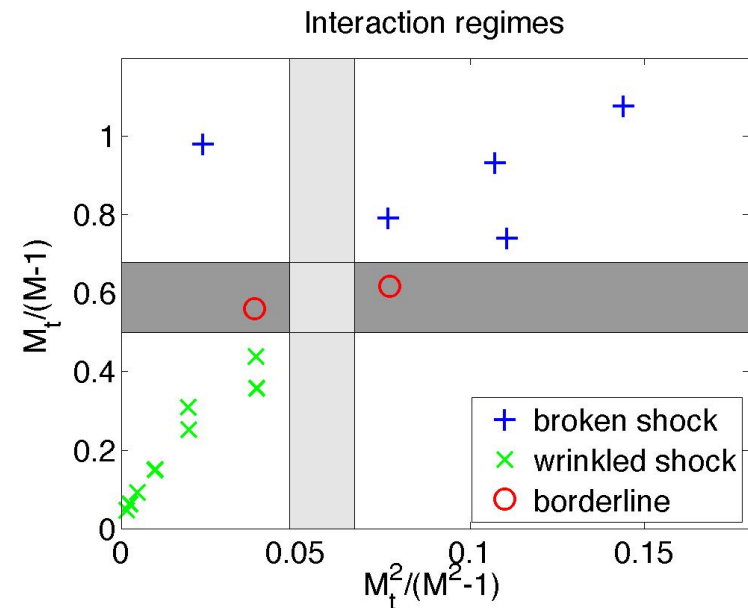 Interaction regimes
M_t/(M-1)
1
0.8
0.6
0.4
0.2
0
0
0.05
0.1
0.15
M_t^2/(M^2-1)
broken shock
wrinkled shock
borderline